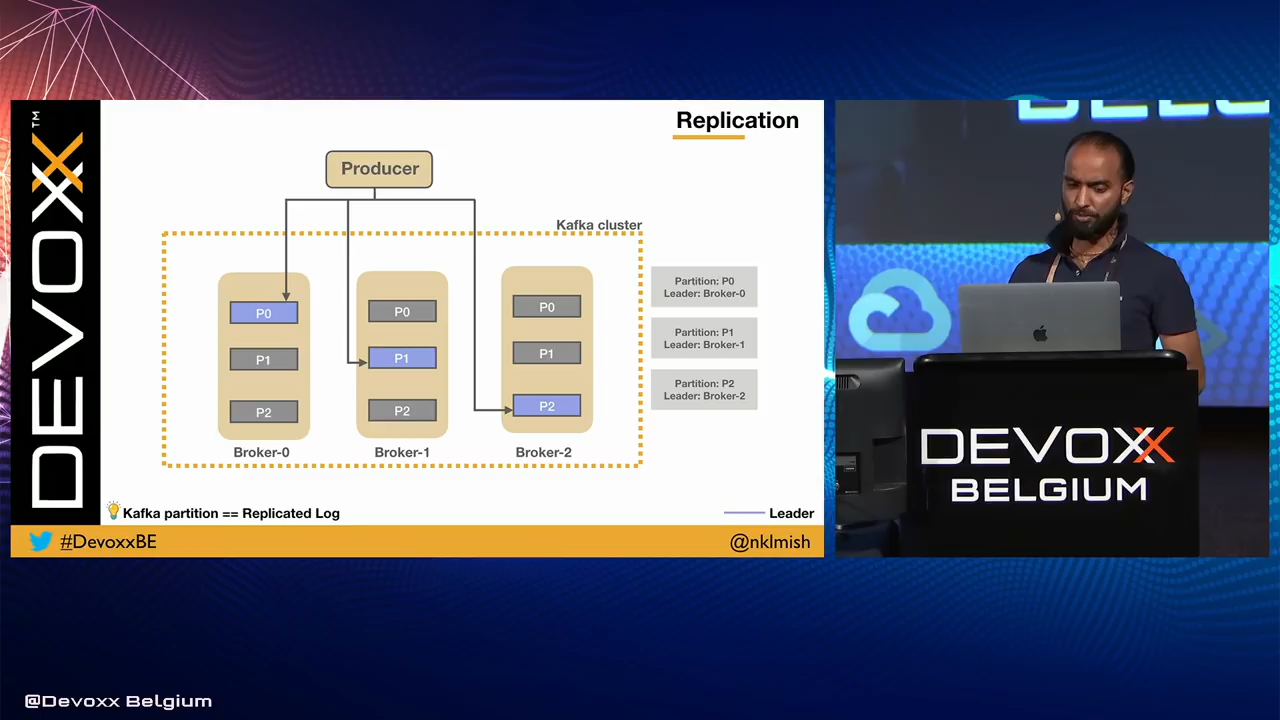 DEVOXX™
Replication
Producer
Kafka cluster
P0
P1
P2
Broker-0
P0
P1
P2
Broker-1
P0
P1
P2
Broker-2
Partition: P0
Leader: Broker-0
Partition: P1
Leader: Broker-1
Partition: P2
Leader: Broker-2
Kafka partition == Replicated Log
Leader
#DevoxxBE
@nklmish
DEVOXX
BELGIUM
@Devoxx Belgium